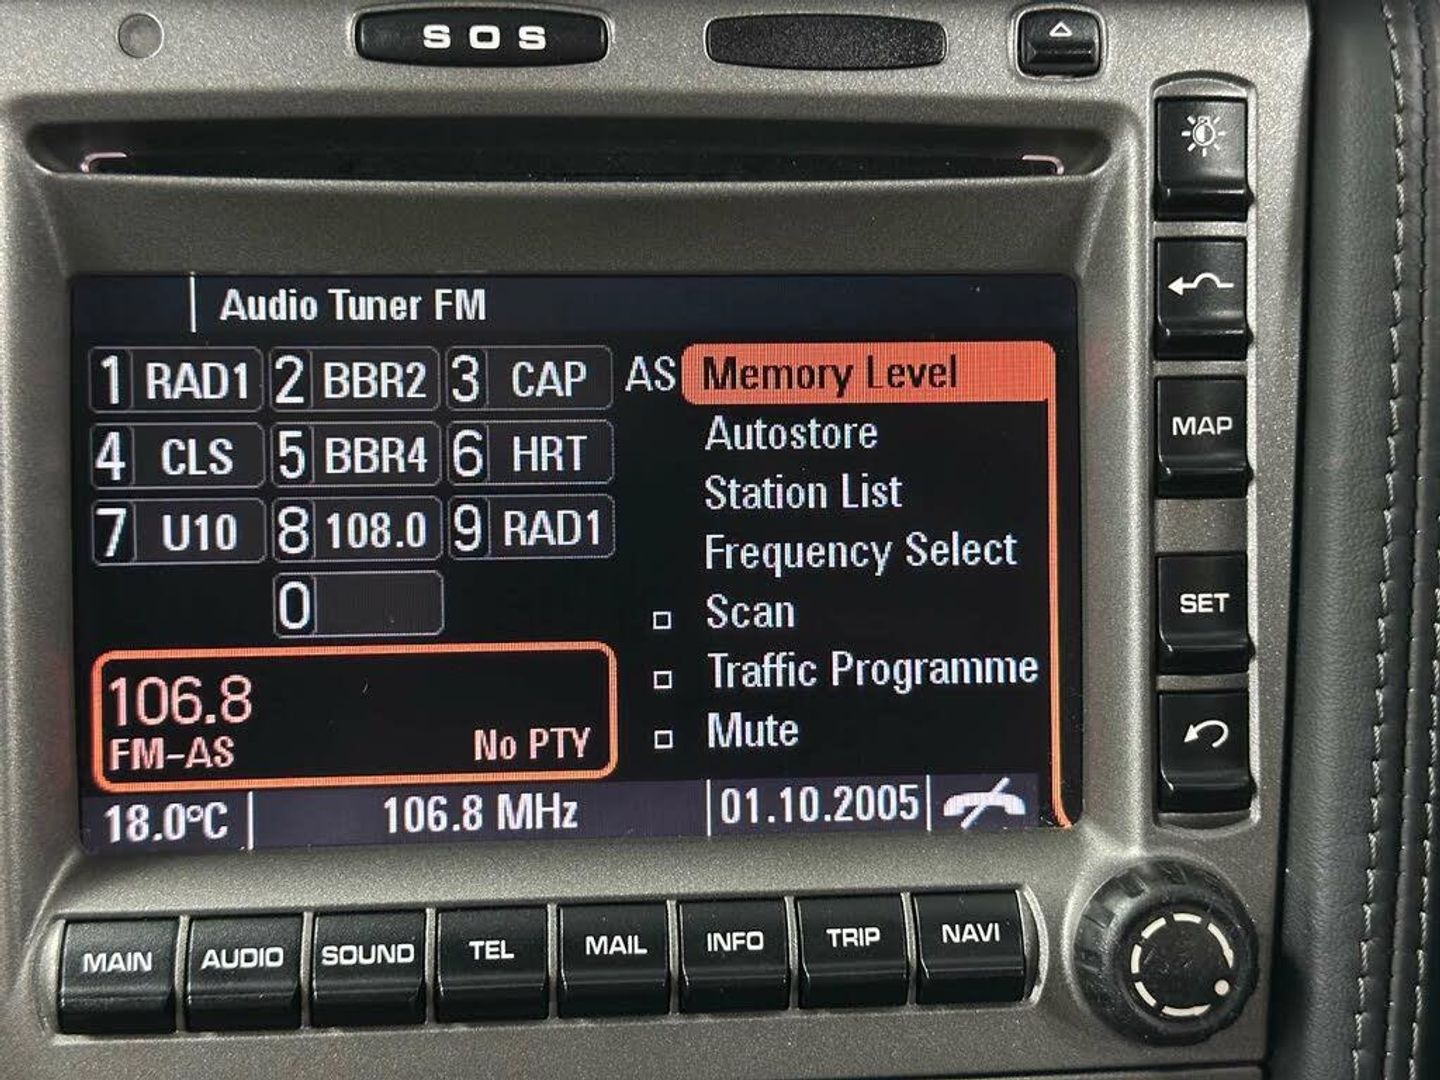 SOS
Audio Tuner FM
1 RAD1 2 BBR2 3 CAP
4 CLS 5 BBR4 6 HRT
7 U10 8 108.0 9 RAD1
0
AS Memory Level
Autostore
Station List
Frequency Select
Scan
Traffic Programme
Mute
106.8
FM-AS No PTY
18.0°C 106.8 MHz 01.10.2005
MAP
SET
MAIN AUDIO SOUND TEL MAIL INFO TRIP NAVI